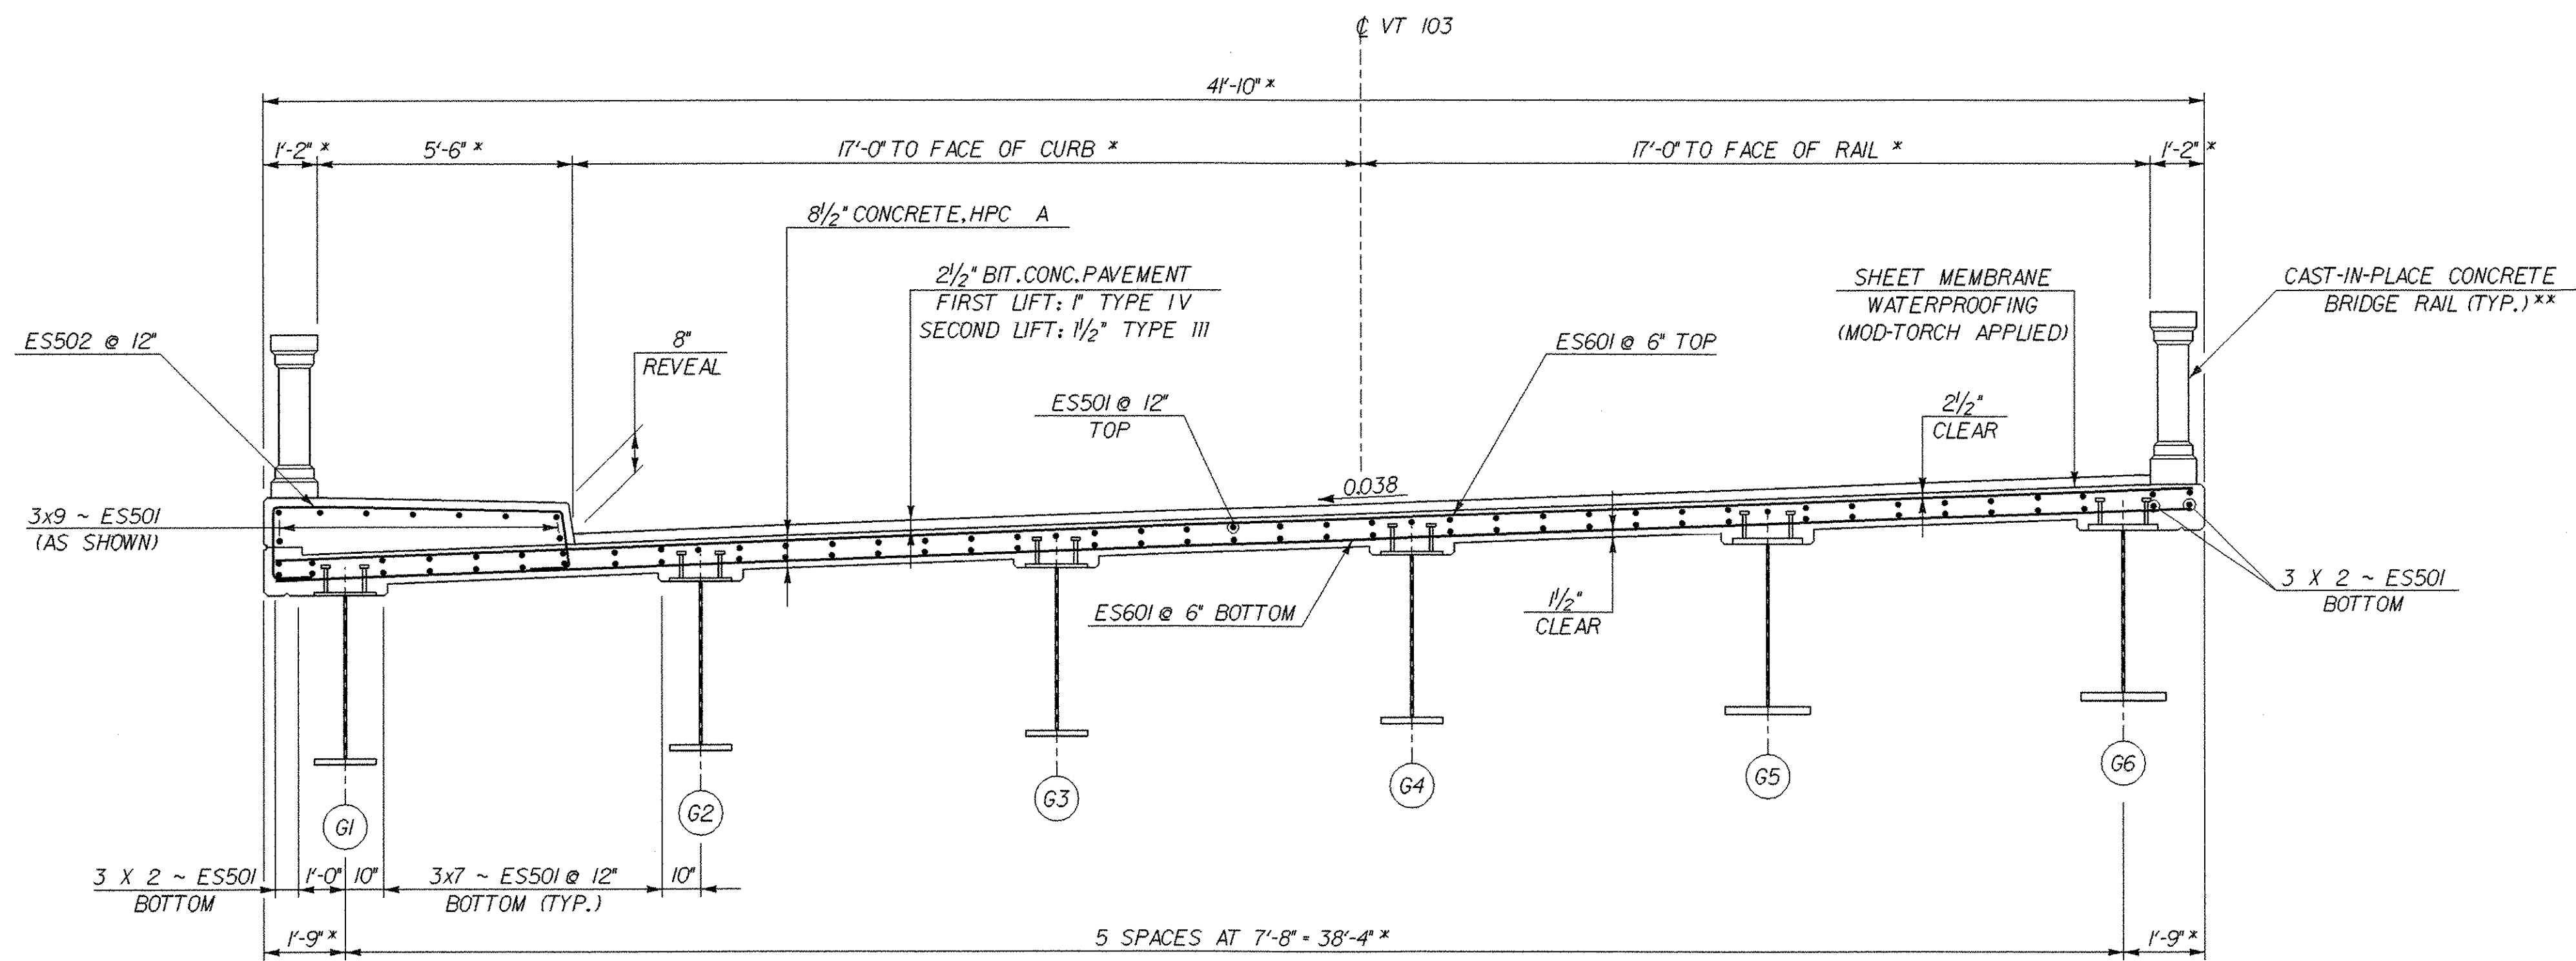 ℄ VT 103
41'-10" *
1'-2" *
5'-6" *
17'-0" TO FACE OF CURB *
17'-0" TO FACE OF RAIL *
1'-2" *
8½" CONCRETE, HPC A
2½" BIT. CONC. PAVEMENT
FIRST LIFT: 1" TYPE IV
SECOND LIFT: 1½" TYPE III
SHEET MEMBRANE
WATERPROOFING
(MOD-TORCH APPLIED)
CAST-IN-PLACE CONCRETE
BRIDGE RAIL (TYP.) **
ES502 @ 12"
8"
REVEAL
ES601 @ 6" TOP
ES501 @ 12"
TOP
2½"
CLEAR
0.038
3x9 ~ ES501
(AS SHOWN)
ES601 @ 6" BOTTOM
1½"
CLEAR
3 X 2 ~ ES501
BOTTOM
G1
G2
G3
G4
G5
G6
3 X 2 ~ ES501
BOTTOM
1'-0"
10"
3x7 ~ ES501 @ 12"
BOTTOM (TYP.)
10"
1'-9" *
5 SPACES AT 7'-8" = 38'-4" *
1'-9" *